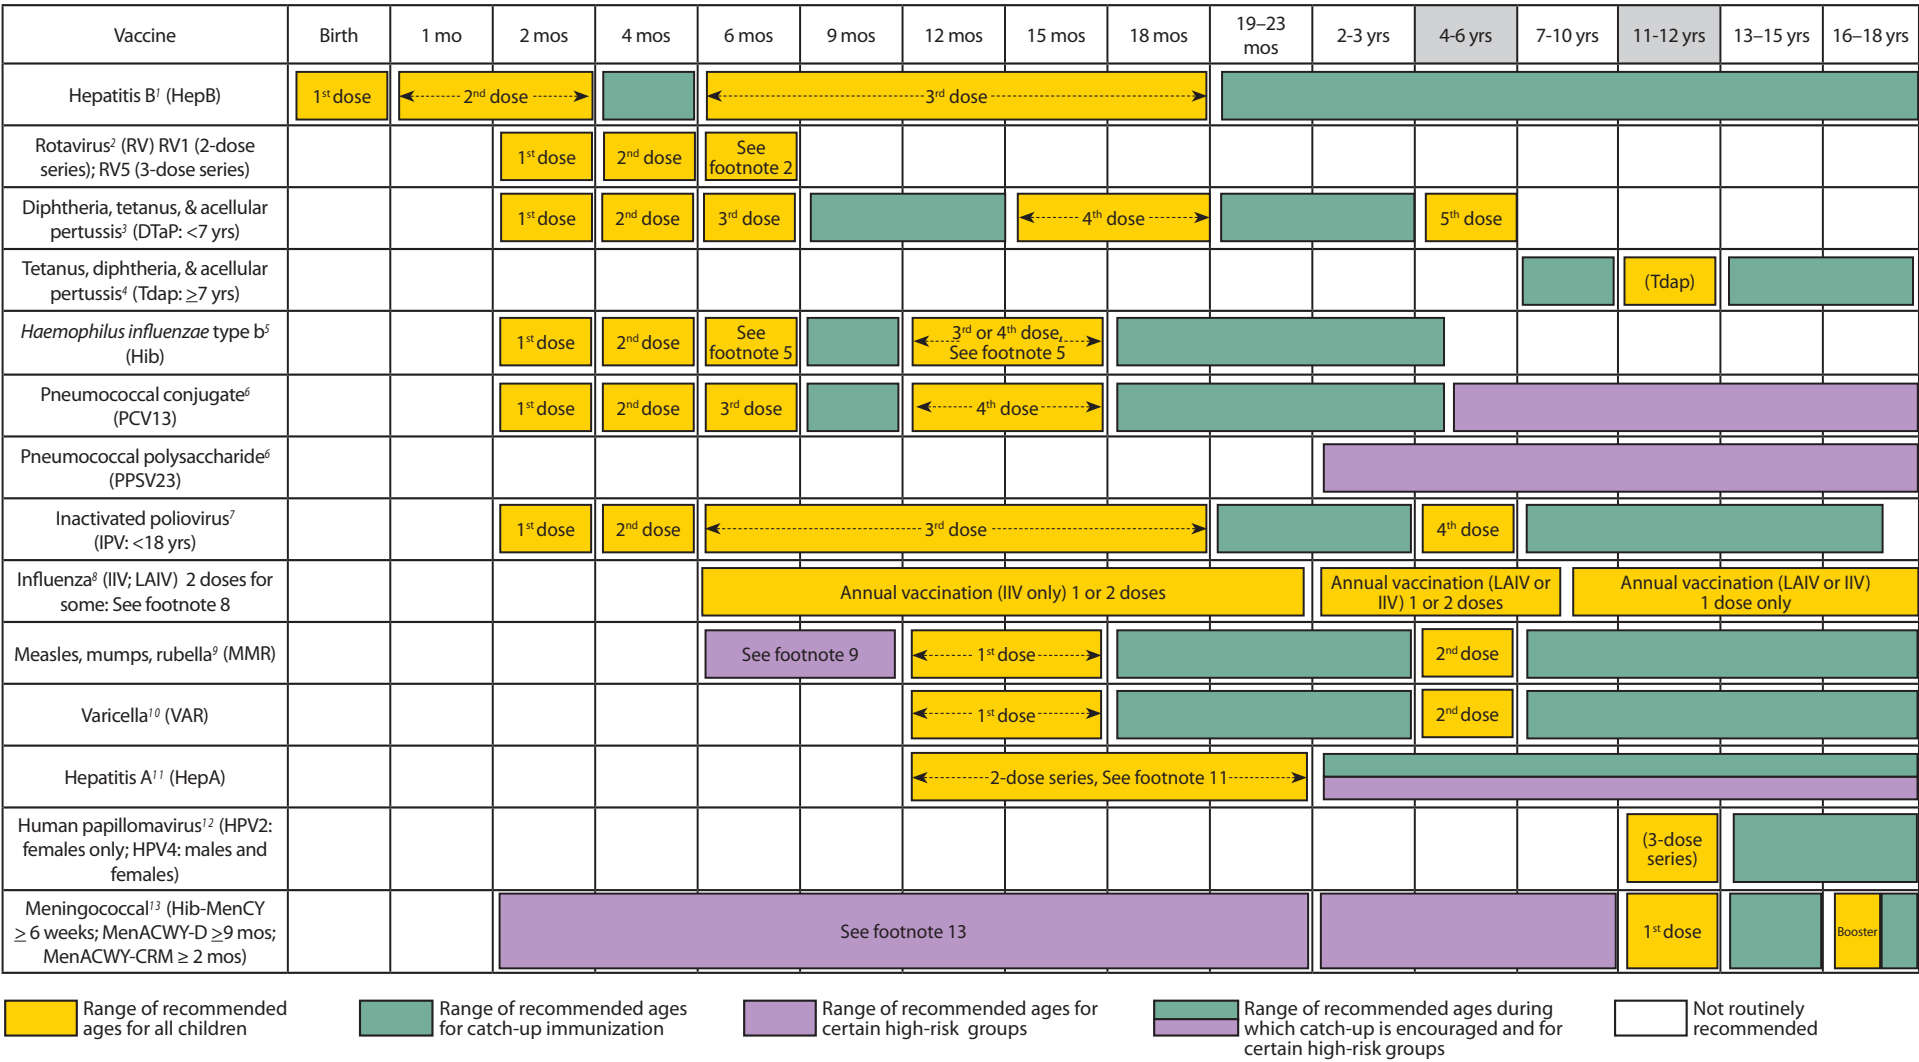 Vaccine Birth 1 mo 2 mos 4 mos 6 mos 9 mos 12 mos 15 mos 18 mos 19–23 mos 2-3 yrs 4-6 yrs 7-10 yrs 11-12 yrs 13–15 yrs 16–18 yrs
Hepatitis B1 (HepB)
1st dose
2nd dose
3rd dose
Rotavirus2 (RV) RV1 (2-dose
series); RV5 (3-dose series)
1st dose
2nd dose
See
footnote 2
Diphtheria, tetanus, & acellular
pertussis3 (DTaP: <7 yrs)
1st dose
2nd dose
3rd dose
4th dose
5th dose
Tetanus, diphtheria, & acellular
pertussis4 (Tdap: ≥7 yrs)
(Tdap)
Haemophilus influenzae type b5
(Hib)
1st dose
2nd dose
See
footnote 5
3rd or 4th dose,
See footnote 5
Pneumococcal conjugate6
(PCV13)
1st dose
2nd dose
3rd dose
4th dose
Pneumococcal polysaccharide6
(PPSV23)
Inactivated poliovirus7
(IPV: <18 yrs)
1st dose
2nd dose
3rd dose
4th dose
Influenza8 (IIV; LAIV) 2 doses for
some: See footnote 8
Annual vaccination (IIV only) 1 or 2 doses
Annual vaccination (LAIV or
IIV) 1 or 2 doses
Annual vaccination (LAIV or IIV)
1 dose only
Measles, mumps, rubella9 (MMR)
See footnote 9
1st dose
2nd dose
Varicella10 (VAR)
1st dose
2nd dose
Hepatitis A11 (HepA)
2-dose series, See footnote 11
Human papillomavirus12 (HPV2:
females only; HPV4: males and
females)
(3-dose
series)
Meningococcal13 (Hib-MenCY
≥ 6 weeks; MenACWY-D ≥9 mos;
MenACWY-CRM ≥ 2 mos)
See footnote 13
1st dose
Booster
Range of recommended
ages for all children
Range of recommended ages
for catch-up immunization
Range of recommended ages for
certain high-risk groups
Range of recommended ages during
which catch-up is encouraged and for
certain high-risk groups
Not routinely
recommended